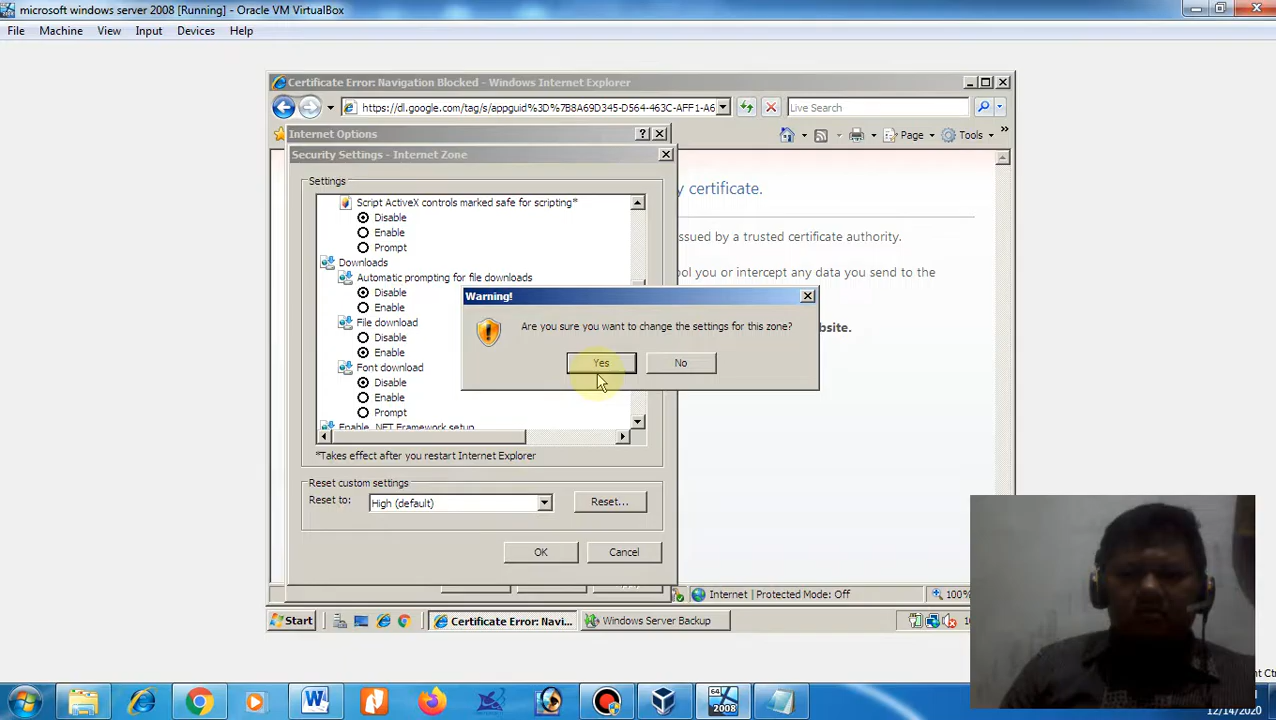 microsoft windows server 2008 [Running] - Oracle VM VirtualBox
File Machine View Input Devices Help
Certificate Error: Navigation Blocked - Windows Internet Explorer
https://dl.google.com/tag/s/appguid%3D%7B8A69D345-D564-463C-AFF1-A6 Live Search
Internet Options
Page Tools
Security Settings - Internet Zone
Settings
y certificate.
Script ActiveX controls marked safe for scripting*
Disable
Enable
ssued by a trusted certificate authority.
Prompt
Downloads
Automatic prompting for file downloads
ol you or intercept any data you send to the
Disable
Enable
File download
Disable
Enable
Font download
Disable
Enable
Prompt
Enable .NET Framework setup
Warning!
Are you sure you want to change the settings for this zone?
bsite.
Yes No
*Takes effect after you restart Internet Explorer
Reset custom settings
Reset to: High (default) Reset...
OK Cancel
Internet | Protected Mode: Off 100%
Start Certificate Error: Navi... Windows Server Backup
64
2008
12/14/2020